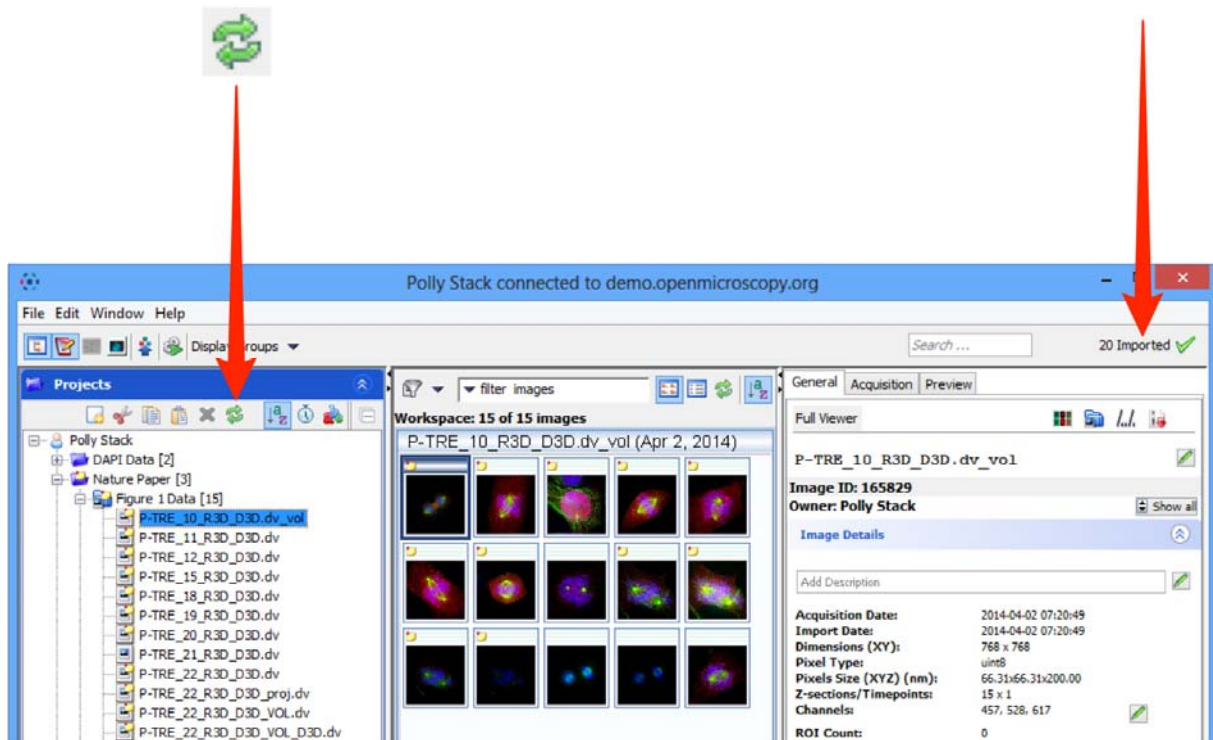 Polly Stack connected to demo.openmicroscopy.org
File Edit Window Help
Display Groups
Search ...
20 Imported
Projects
Polly Stack
DAPI Data [2]
Nature Paper [3]
Figure 1 Data [15]
P-TRE_10_R3D_D3D.dv_vol
P-TRE_11_R3D_D3D.dv
P-TRE_12_R3D_D3D.dv
P-TRE_15_R3D_D3D.dv
P-TRE_18_R3D_D3D.dv
P-TRE_19_R3D_D3D.dv
P-TRE_20_R3D_D3D.dv
P-TRE_21_R3D_D3D.dv
P-TRE_22_R3D_D3D.dv
P-TRE_22_R3D_D3D_proj.dv
P-TRE_22_R3D_D3D_VOL.dv
P-TRE_22_R3D_D3D_VOL_D3D.dv
filter images
Workspace: 15 of 15 images
P-TRE_10_R3D_D3D.dv_vol (Apr 2, 2014)
General Acquisition Preview
Full Viewer
P-TRE_10_R3D_D3D.dv_vol
Image ID: 165829
Owner: Polly Stack
Show all
Image Details
Add Description
Acquisition Date: 2014-04-02 07:20:49
Import Date: 2014-04-02 07:20:49
Dimensions (XY): 768 x 768
Pixel Type: uint8
Pixels Size (XYZ) (nm): 66.31x66.31x200.00
Z-sections/Timepoints: 15 x 1
Channels: 457, 528, 617
ROI Count: 0